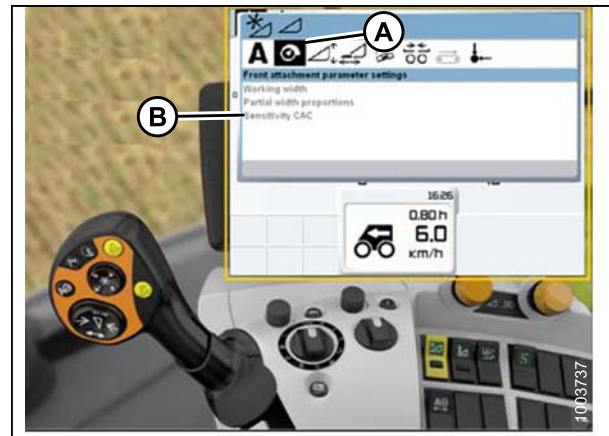 A
A
Front attachment parameter settings
Working width
Partial width proportions
B
Sensitivity CAC
16:26
0.80 h
6.0
km/h
S
1003737